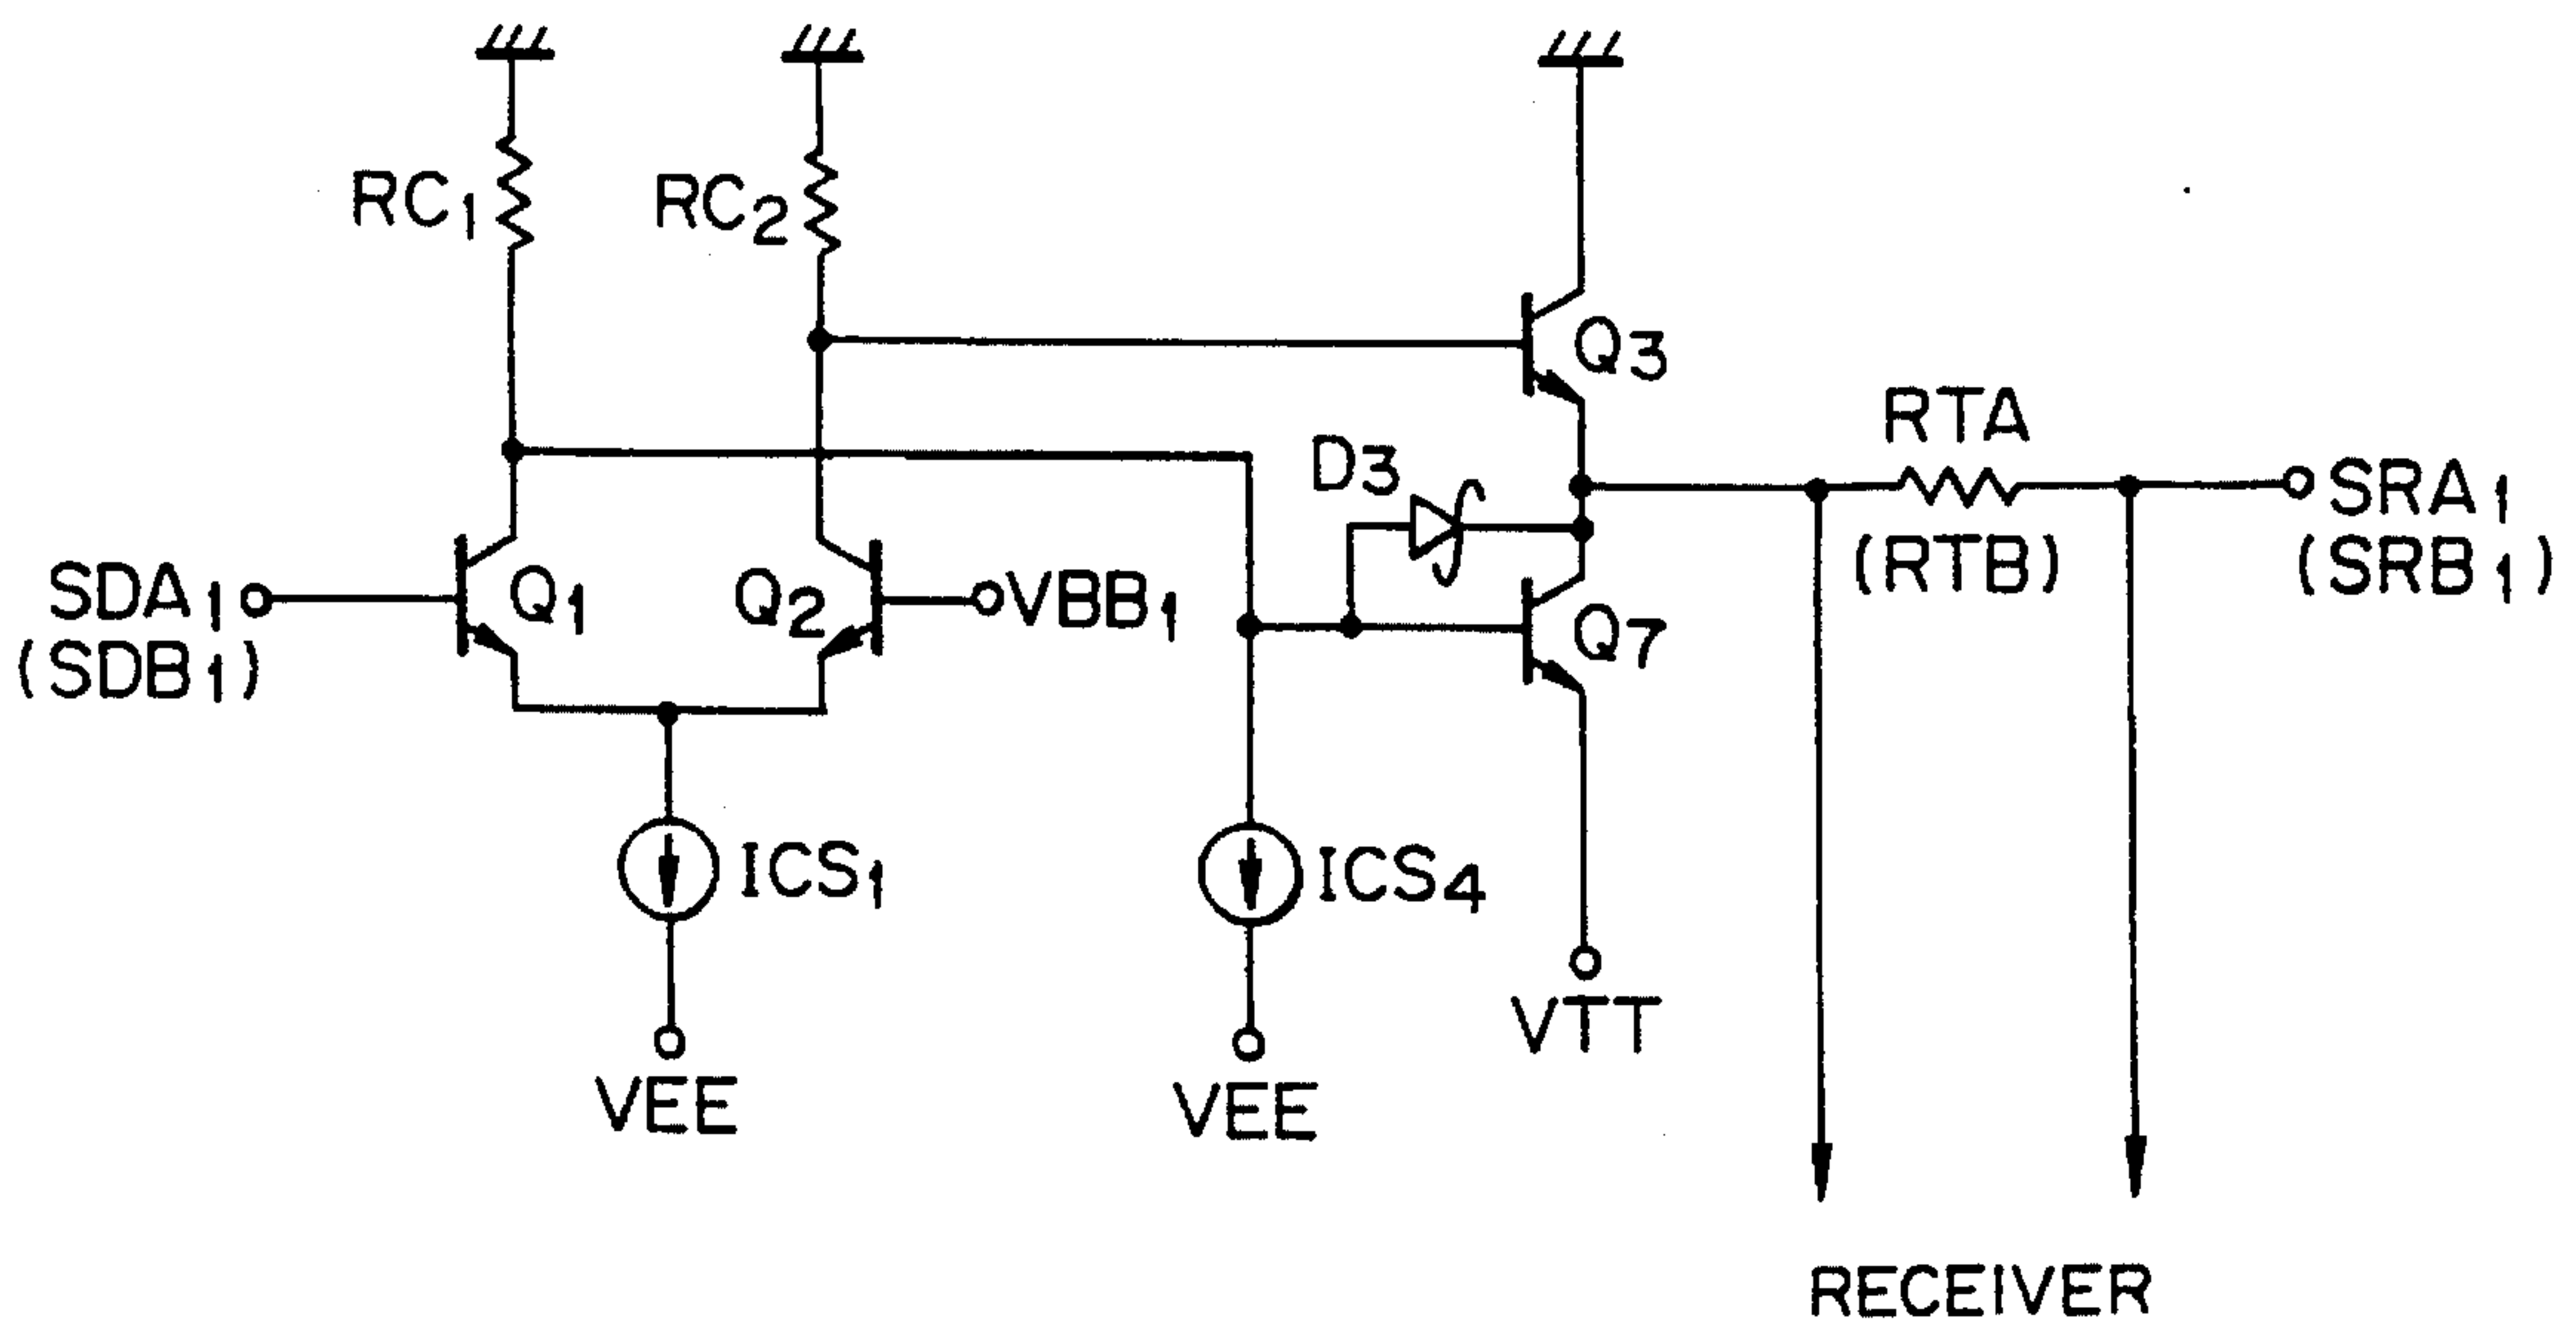 RC1
RC2
Q3
RTA
D3
SRA1
(RTB)
(SRB1)
SDA1
Q1
Q2
VBB1
(SDB1)
Q7
ICS1
ICS4
VTT
VEE
VEE
RECEIVER